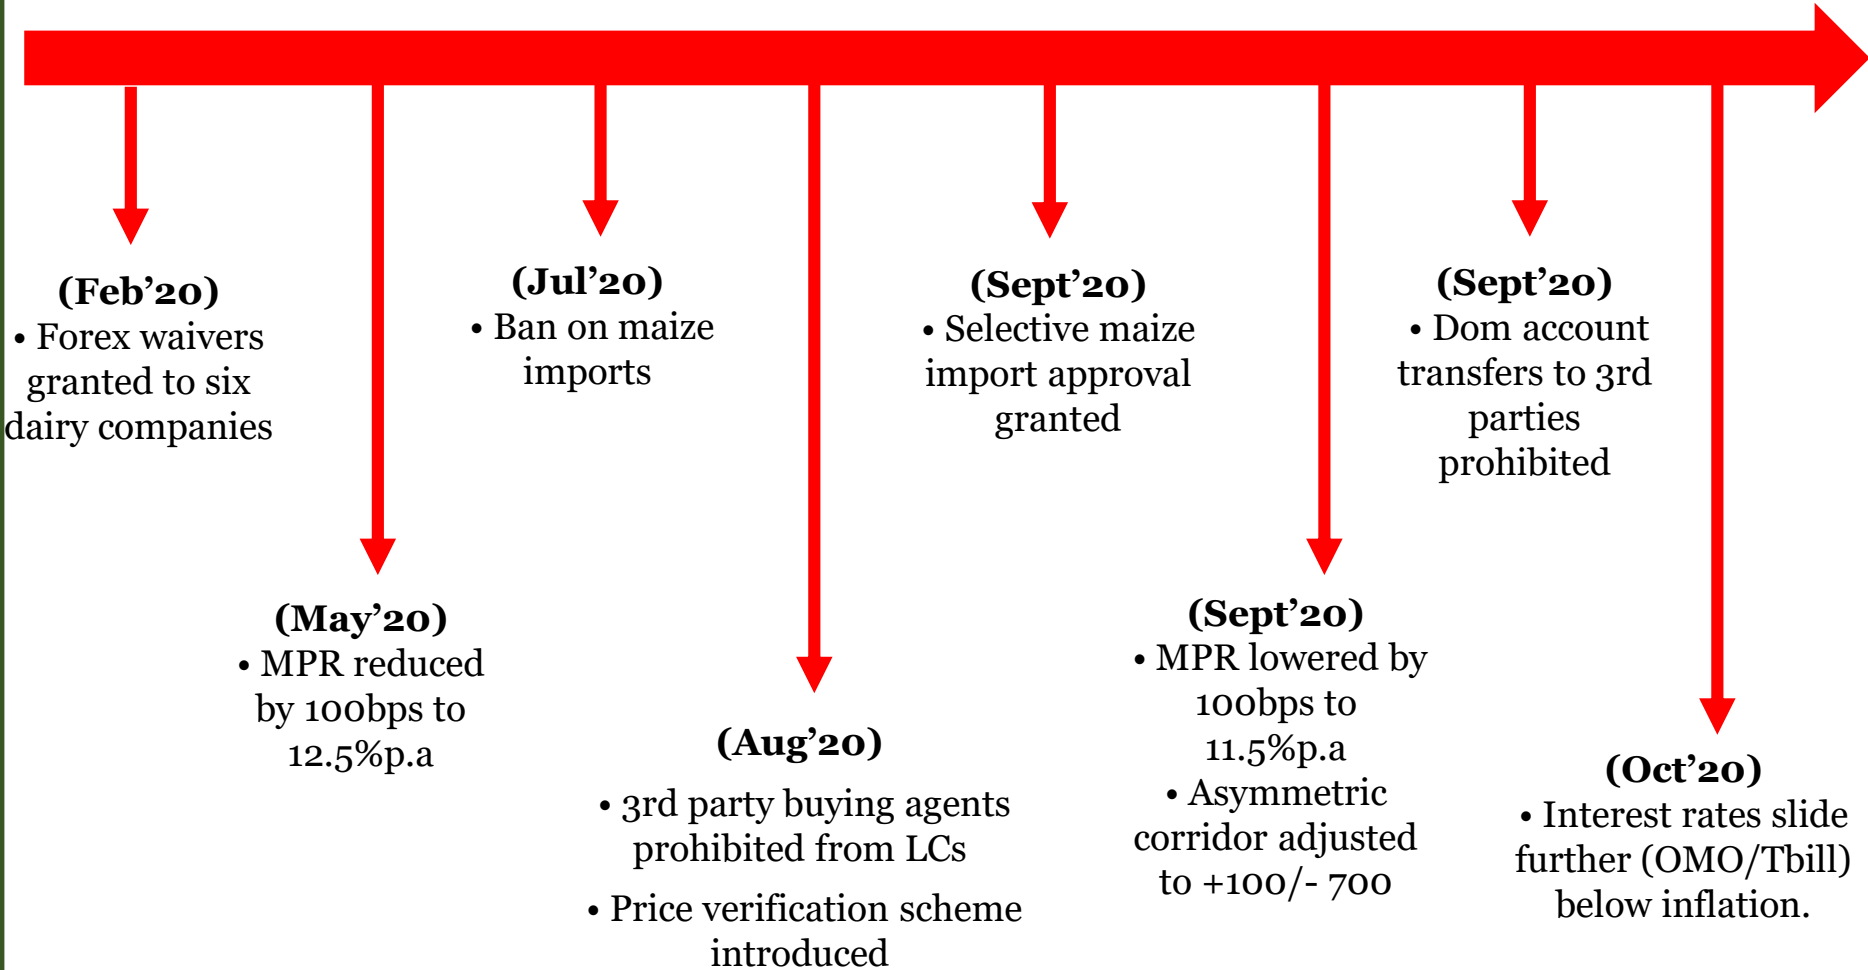 (Feb’20)
• Forex waivers
granted to six
dairy companies
(May’20)
• MPR reduced
by 100bps to
12.5%p.a
(Jul’20)
• Ban on maize
imports
(Aug’20)
• 3rd party buying agents
prohibited from LCs
• Price verification scheme
introduced
(Sept’20)
• Selective maize
import approval
granted
(Sept’20)
• MPR lowered by
100bps to
11.5%p.a
• Asymmetric
corridor adjusted
to +100/- 700
(Sept’20)
• Dom account
transfers to 3rd
parties
prohibited
(Oct’20)
• Interest rates slide
further (OMO/Tbill)
below inflation.